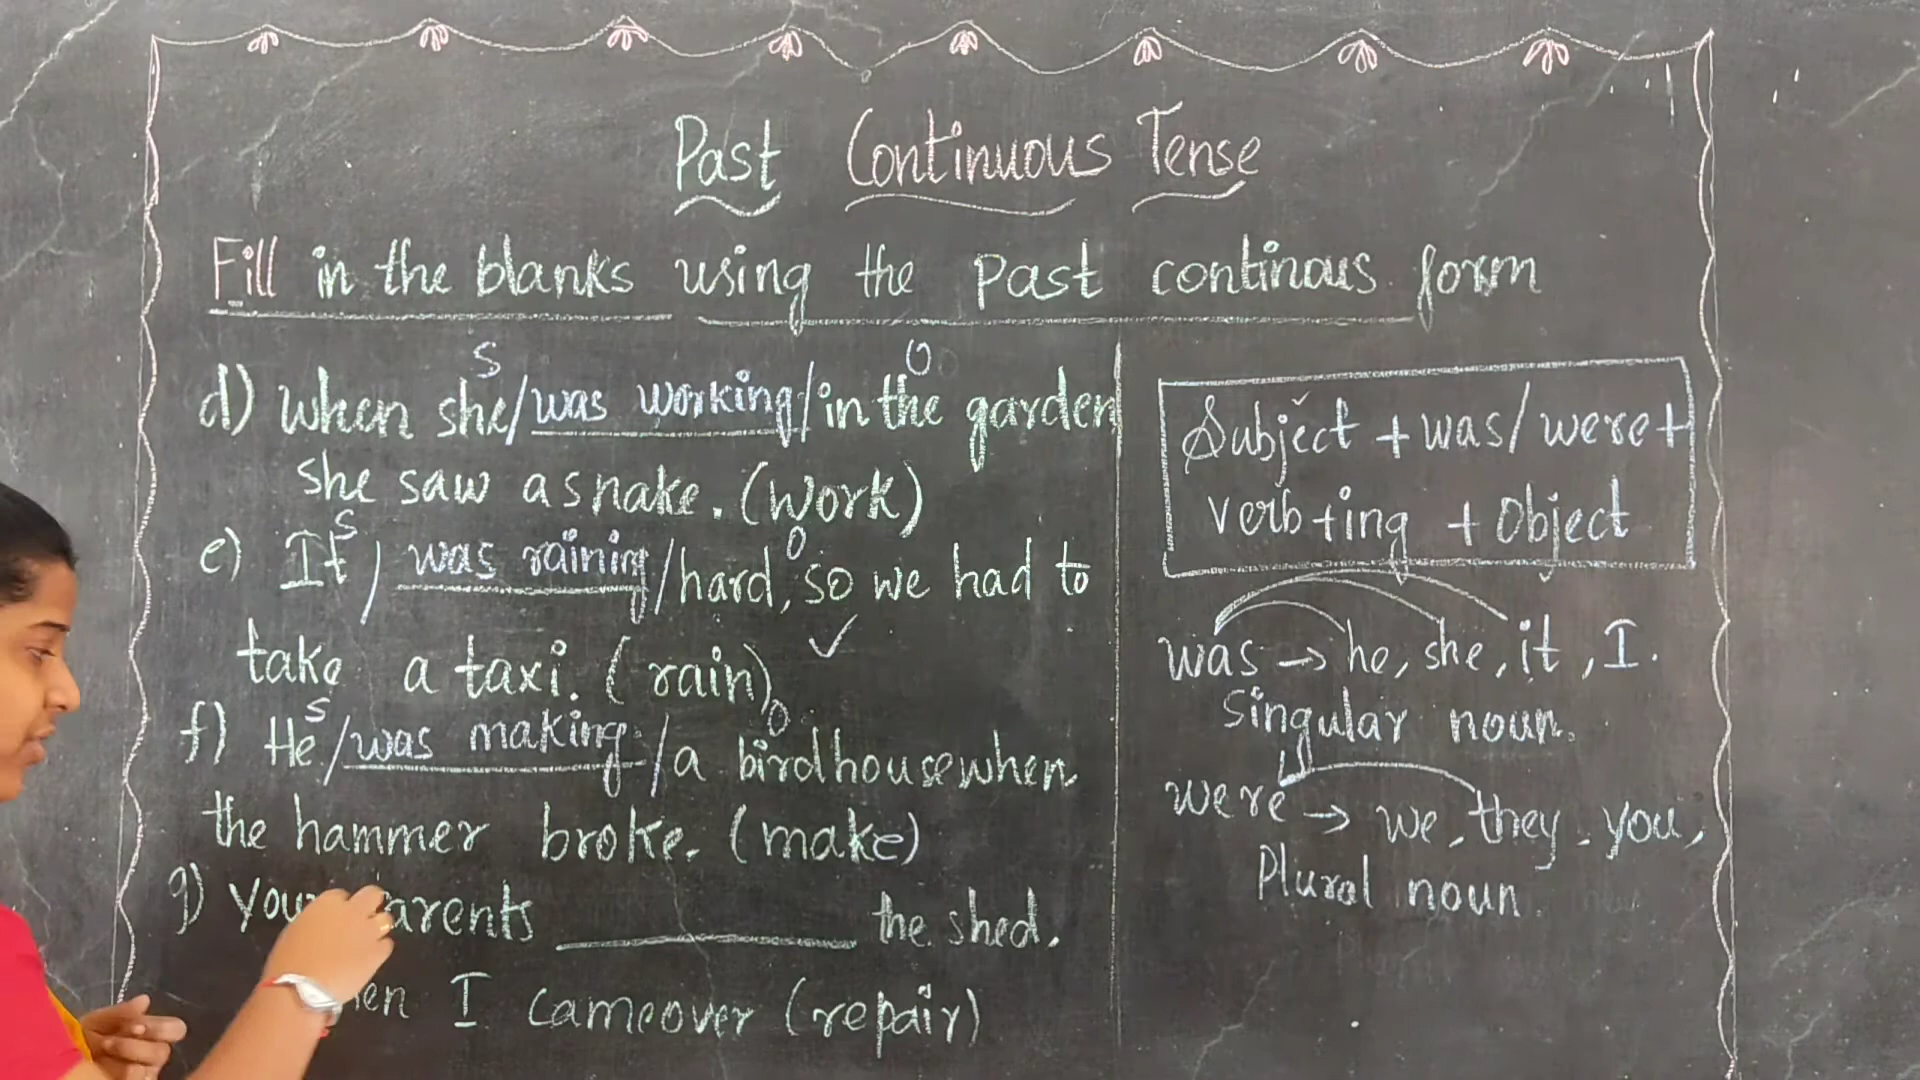 Past Continuous Tense
Fill in the blanks using the past continous form
S O
d) when she/was working/in the garden
she saw a snake. (work)
S O
e) It/ was raining/hard, so we had to
take a taxi. (rain)
S O
f) He/was making/a birdhouse when
the hammer broke. (make)
g) your parents ________ the shed.
I came over (repair)
Subject + was/were +
verb+ing + Object
was → he, she, it, I.
Singular noun.
were → we, they, you,
Plural noun.